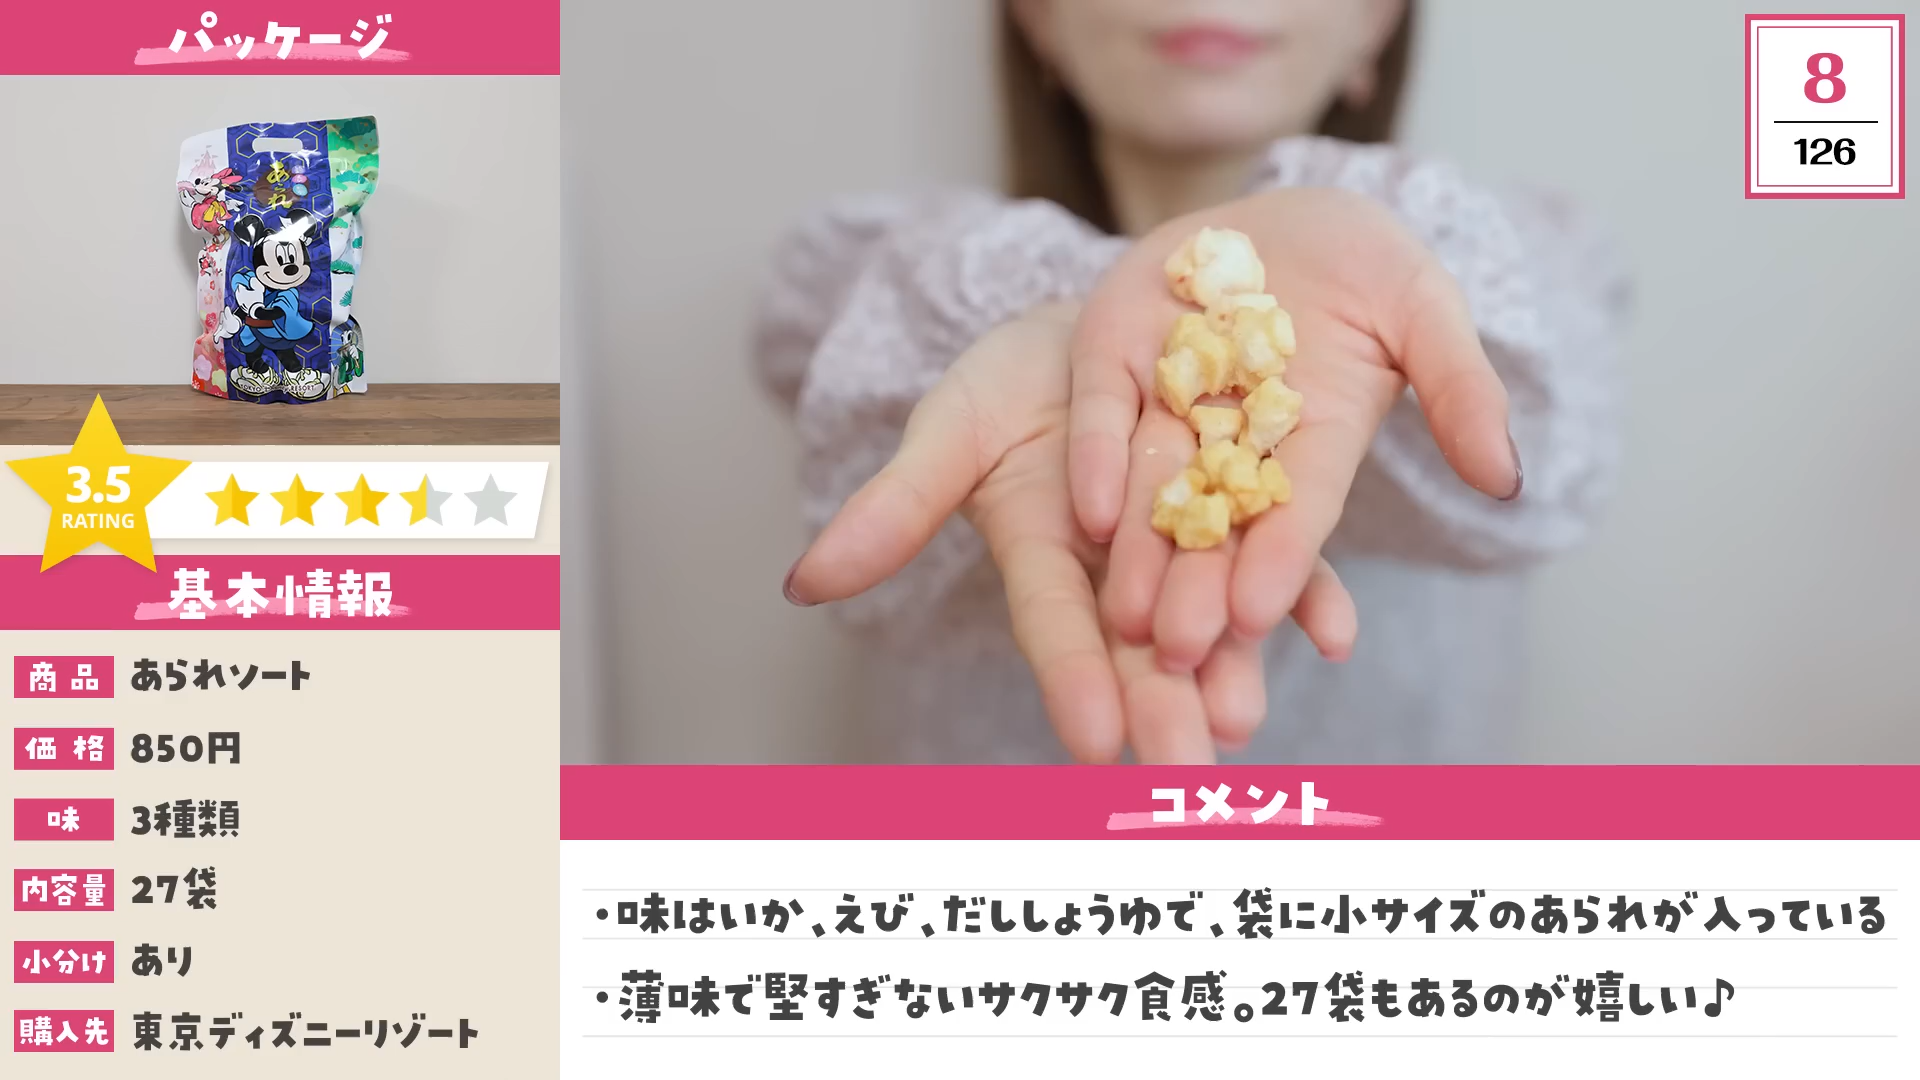 パッケージ
あられ
TOKYO DISNEY RESORT
3.5
RATING
基本情報
商品 あられソート
価格 850円
味 3種類
内容量 27袋
小分け あり
購入先 東京ディズニーリゾート
8
126
コメント
・味はいか、えび、だししょうゆで、袋に小サイズのあられが入っている
・薄味で堅すぎないサクサク食感。27袋もあるのが嬉しい♪